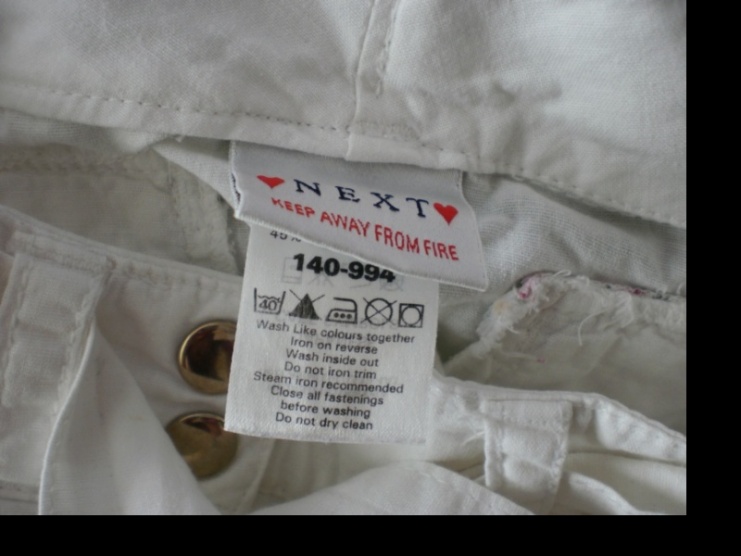 NEXT
KEEP AWAY FROM FIRE
140-994
40
Wash Like colours together
Iron on reverse
Wash inside out
Do not iron trim
Steam iron recommended
Close all fastenings
before washing
Do not dry clean